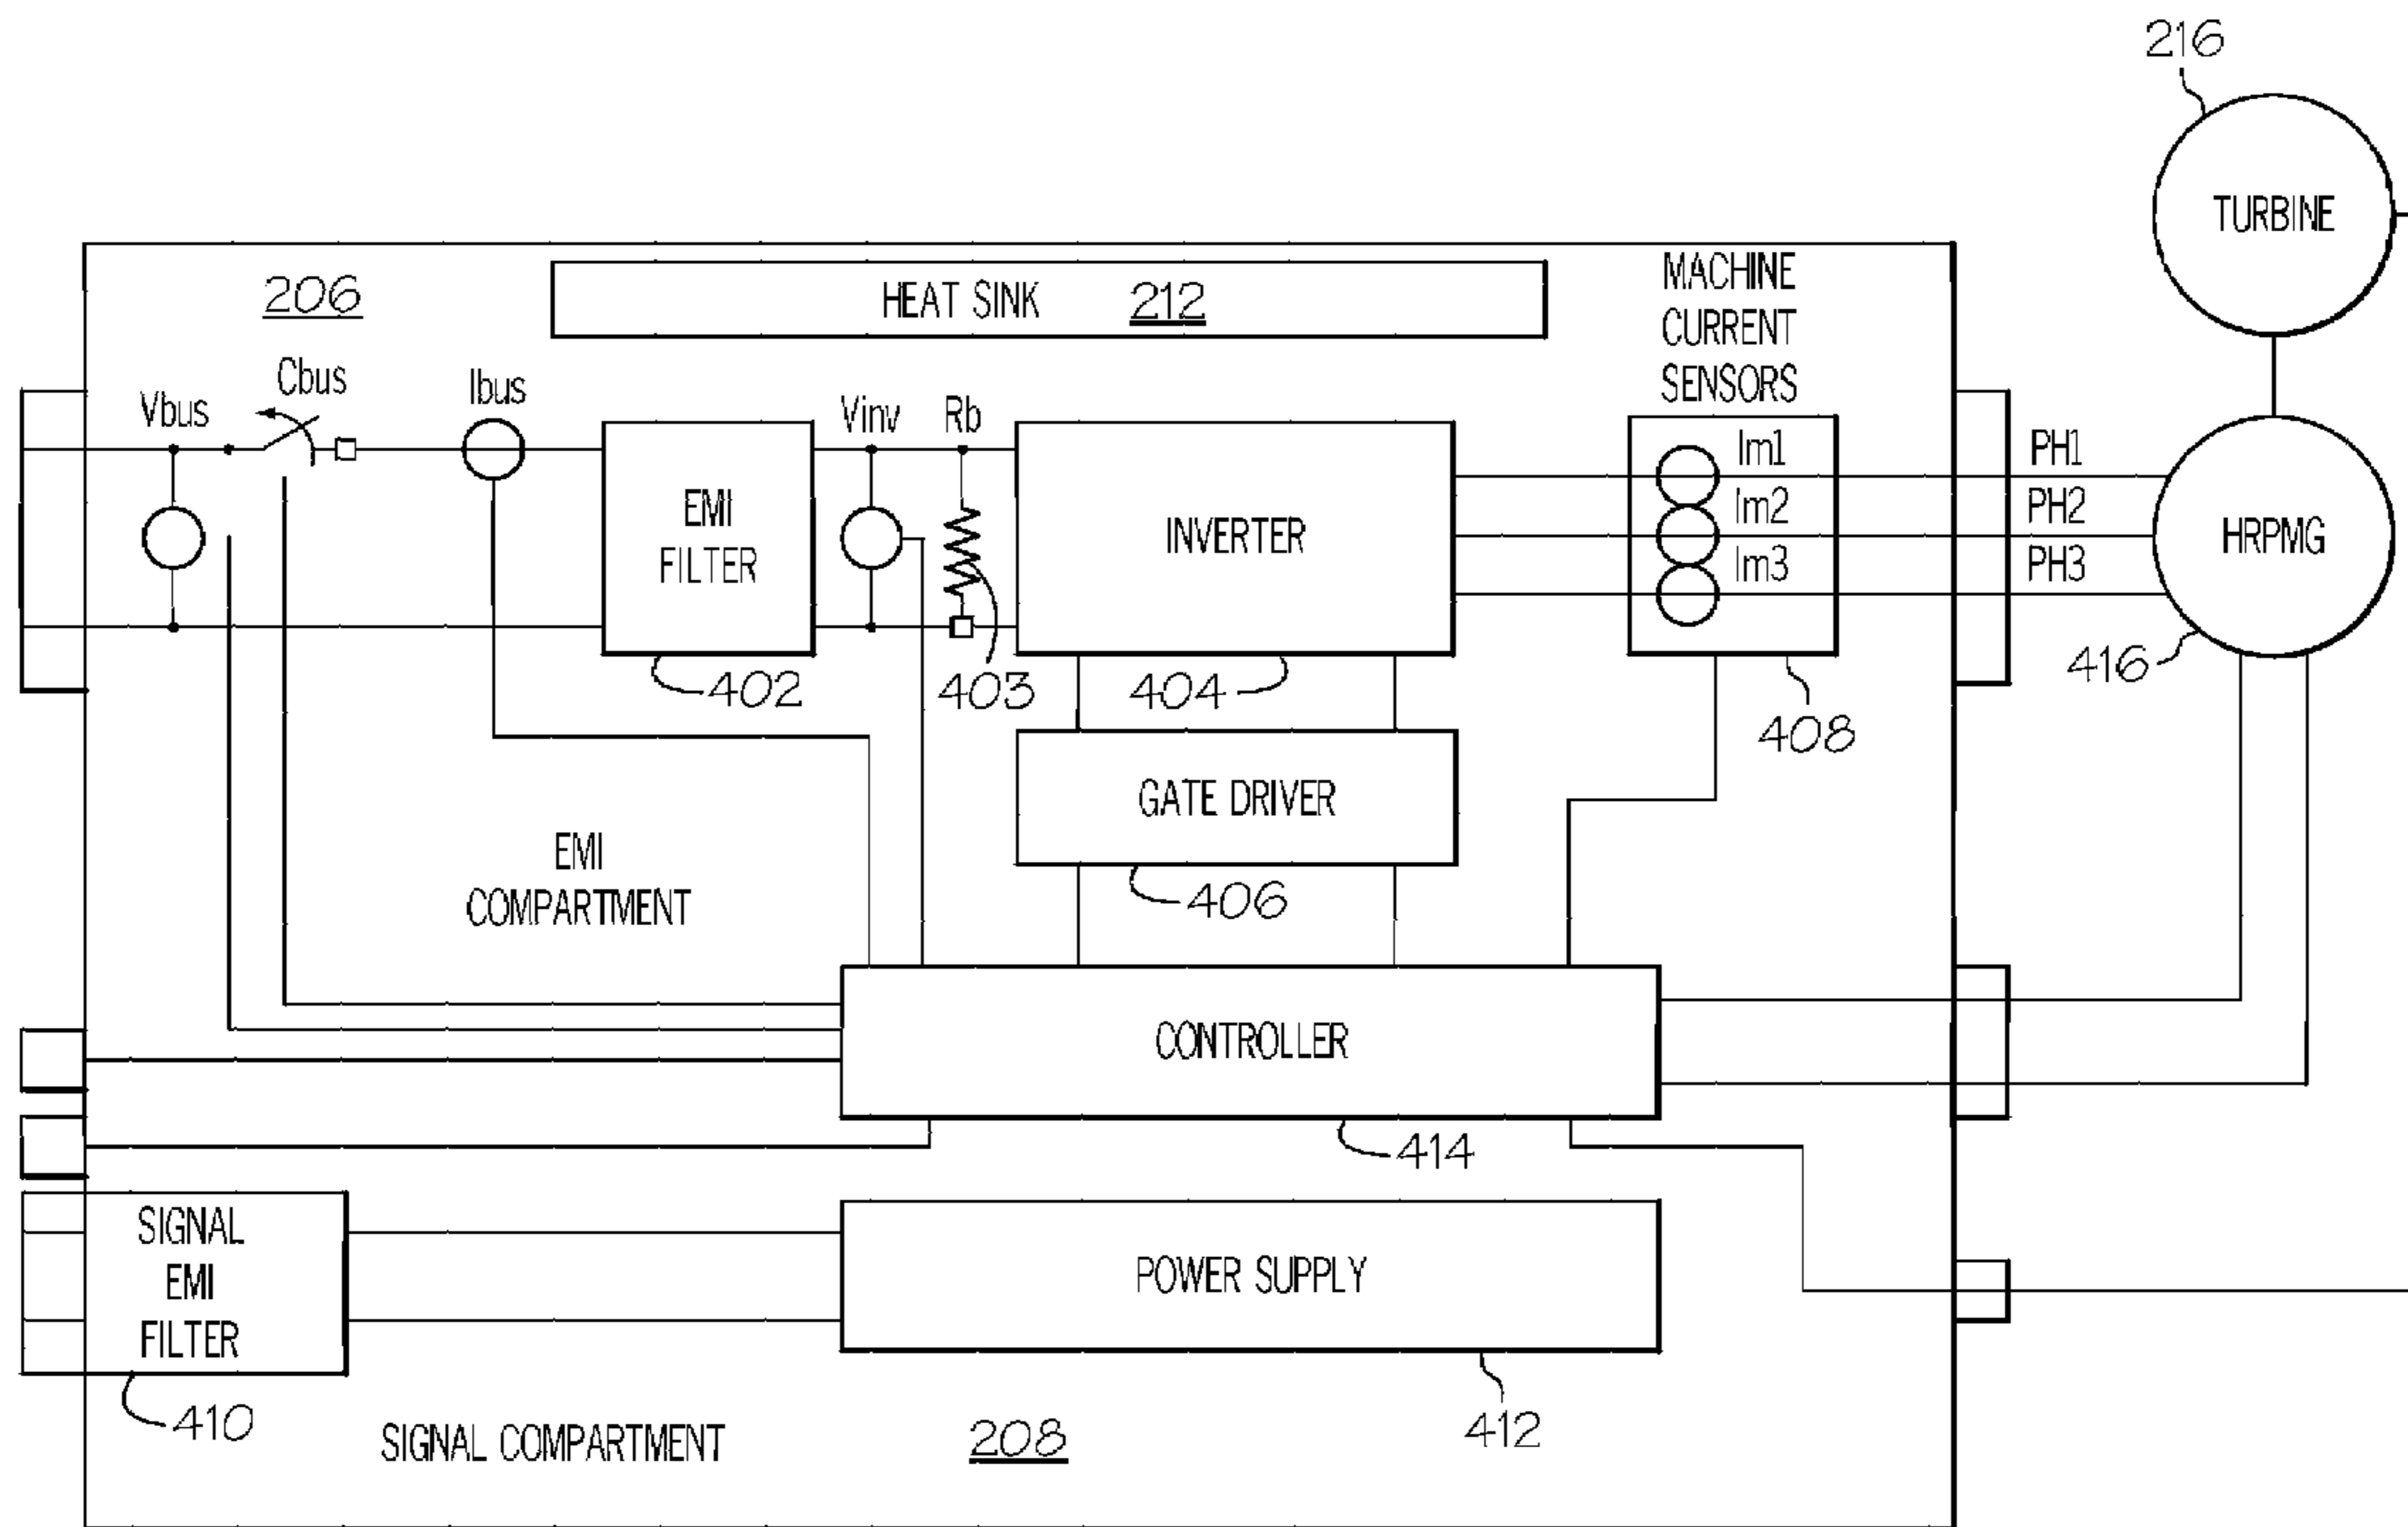 216
TURBINE
206
HEAT SINK 212
MACHINE
CURRENT
SENSORS
Vbus
Cbus
Ibus
Vinv
Rb
EMI
FILTER
INVERTER
Im1
Im2
Im3
PH1
PH2
PH3
HRPMG
402
403
404
408
416
GATE DRIVER
406
EMI
COMPARTMENT
CONTROLLER
414
SIGNAL
EMI
FILTER
POWER SUPPLY
410
412
SIGNAL COMPARTMENT
208